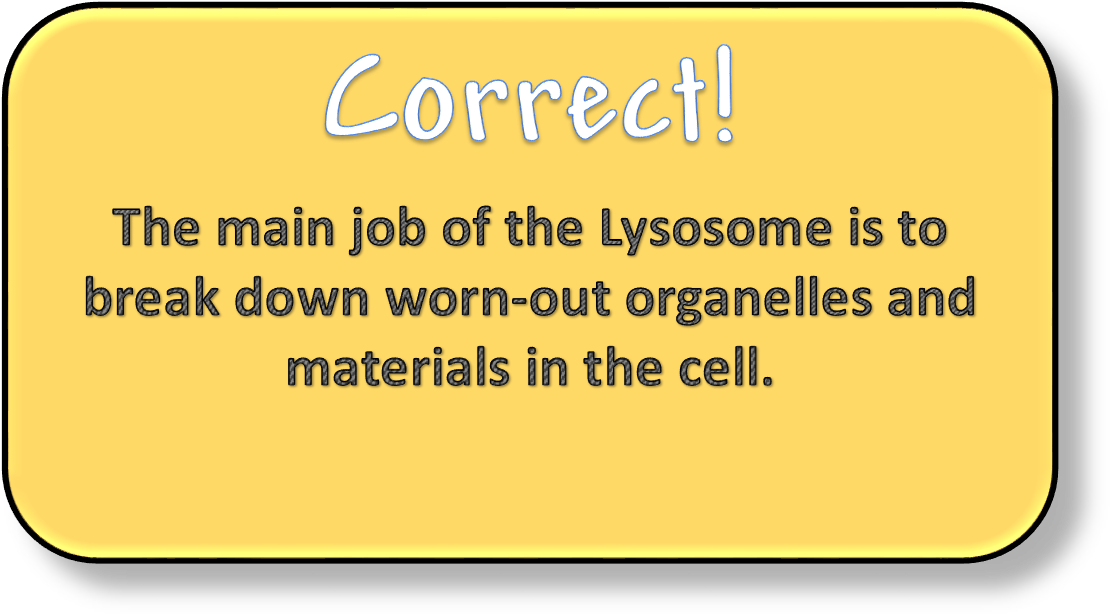 Correct!
The main job of the Lysosome is to
break down worn-out organelles and
materials in the cell.